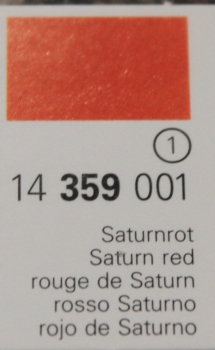 1
14 359 001
Saturnrot
Saturn red
rouge de Saturn
rosso Saturno
rojo de Saturno